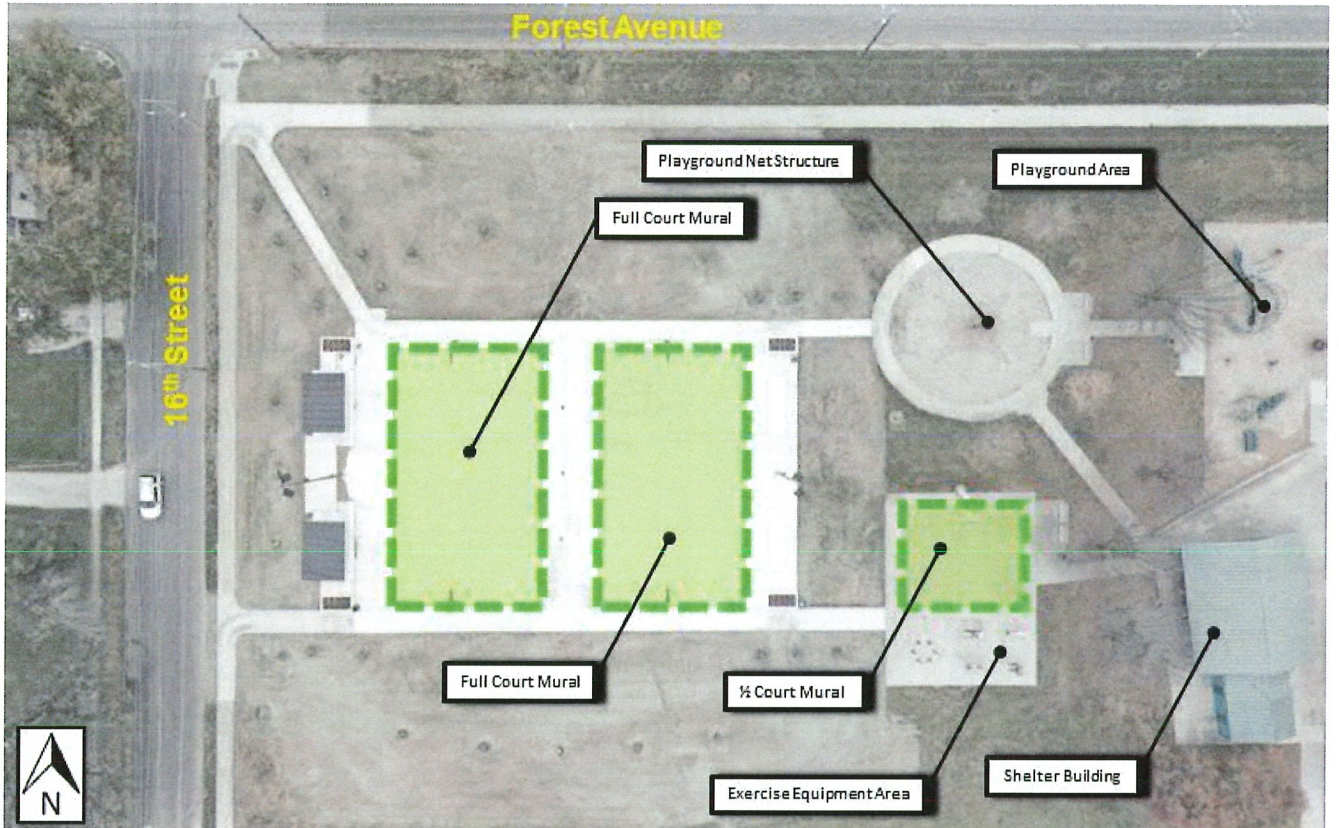 Forest Avenue
Playground Net Structure
Playground Area
Full Court Mural
16th Street
Full Court Mural
½ Court Mural
Shelter Building
Exercise Equipment Area
N